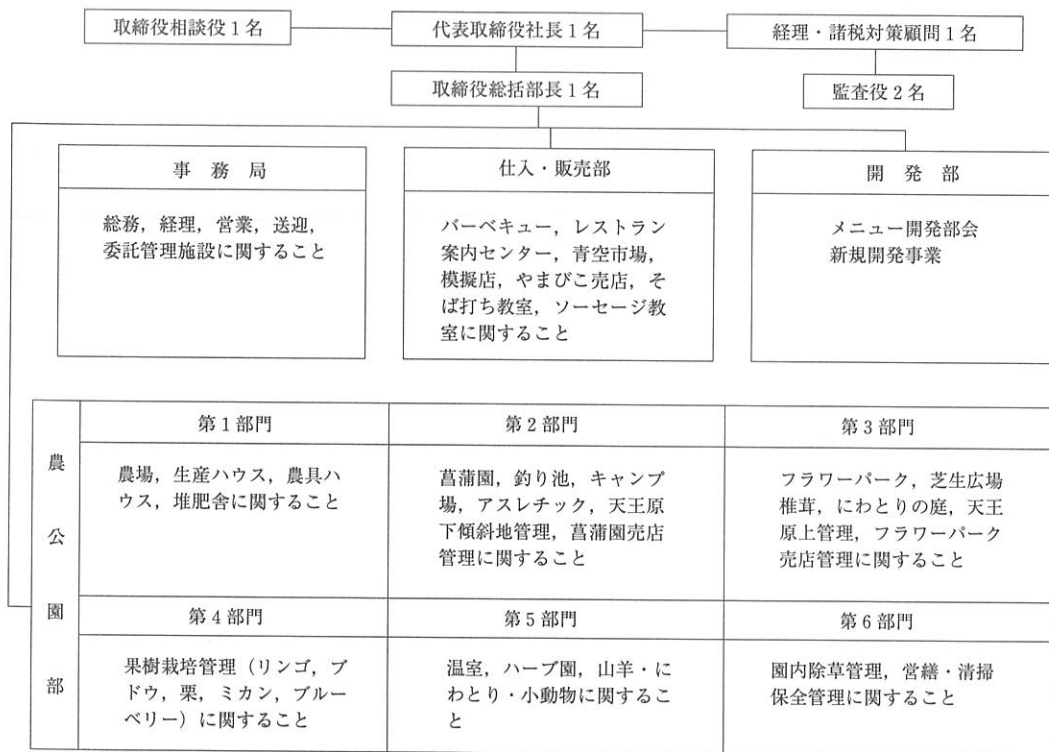 取締役相談役1名
代表取締役社長1名
経理・諸税対策顧問1名
取締役総括部長1名
監査役2名
事務局
総務,経理,営業,送迎,
委託管理施設に関すること
仕入・販売部
バーベキュー,レストラン
案内センター,青空市場,
模擬店,やまびこ売店,そ
ば打ち教室,ソーセージ教
室に関すること
開発部
メニュー開発部会
新規開発事業
農公園部
第1部門
農場,生産ハウス,農具ハ
ウス,堆肥舎に関すること
第2部門
菖蒲園,釣り池,キャンプ
場,アスレチック,天王原
下傾斜地管理,菖蒲園売店
管理に関すること
第3部門
フラワーパーク,芝生広場
椎茸,にわとりの庭,天王
原上管理,フラワーパーク
売店管理に関すること
第4部門
果樹栽培管理(リンゴ,ブ
ドウ,栗,ミカン,ブルー
ベリー)に関すること
第5部門
温室,ハーブ園,山羊・に
わとり・小動物に関するこ
と
第6部門
園内除草管理,営繕・清掃
保全管理に関すること